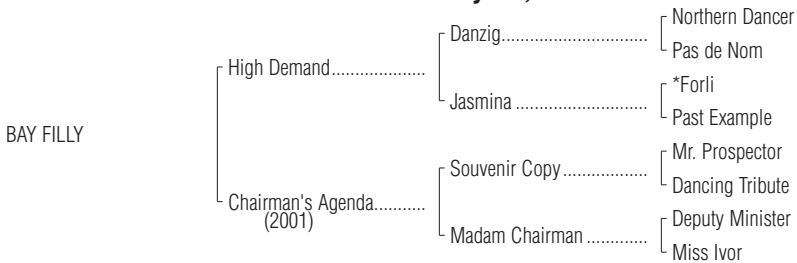 Northern Dancer
Danzig..............................
Pas de Nom
High Demand....................
*Forli
Jasmina ...........................
Past Example
BAY FILLY
Mr. Prospector
Souvenir Copy..................
Dancing Tribute
Chairman's Agenda...........
(2001)
Deputy Minister
Madam Chairman .............
Miss Ivor